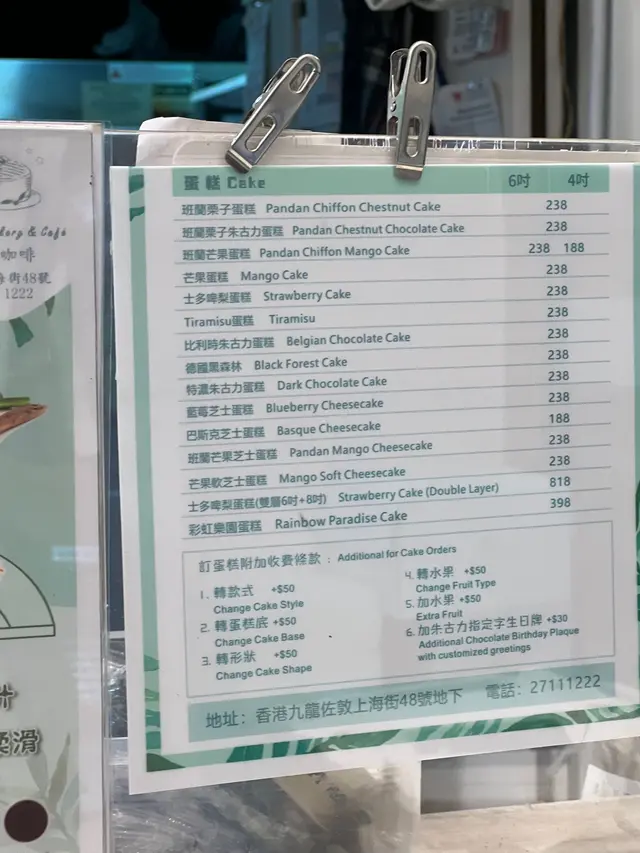 蛋糕 Cake 6吋 4吋
班蘭栗子蛋糕 Pandan Chiffon Chestnut Cake 238
班蘭栗子朱古力蛋糕 Pandan Chestnut Chocolate Cake 238
班蘭芒果蛋糕 Pandan Chiffon Mango Cake 238 188
芒果蛋糕 Mango Cake 238
士多啤梨蛋糕 Strawberry Cake 238
Tiramisu蛋糕 Tiramisu 238
比利時朱古力蛋糕 Belgian Chocolate Cake 238
德國黑森林 Black Forest Cake 238
特濃朱古力蛋糕 Dark Chocolate Cake 238
藍莓芝士蛋糕 Blueberry Cheesecake 238
巴斯克芝士蛋糕 Basque Cheesecake 188
班蘭芒果芝士蛋糕 Pandan Mango Cheesecake 238
芒果軟芝士蛋糕 Mango Soft Cheesecake 238
士多啤梨蛋糕(雙層6吋+8吋) Strawberry Cake (Double Layer) 818
彩虹樂園蛋糕 Rainbow Paradise Cake 398
訂蛋糕附加收費條款 : Additional for Cake Orders
1. 轉款式 +$50
Change Cake Style
2. 轉蛋糕底 +$50
Change Cake Base
3. 轉形狀 +$50
Change Cake Shape
4. 轉水果 +$50
Change Fruit Type
5. 加水果 +$50
Extra Fruit
6. 加朱古力指定字生日牌 +$30
Additional Chocolate Birthday Plaque
with customized greetings
地址: 香港九龍佐敦上海街48號地下 電話: 27111222
& Café
咖啡
街48號
1222
汁
柔滑